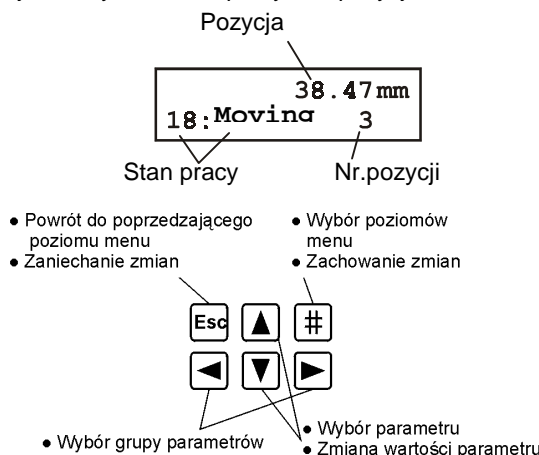 Pozycja
38.47mm
18:Moving 3
Stan pracy Nr.pozycji
• Powrót do poprzedzającego
poziomu menu
• Zaniechanie zmian
• Wybór poziomów
menu
• Zachowanie zmian
Esc #
• Wybór grupy parametrów
• Wybór parametru
• Zmiana wartości parametru